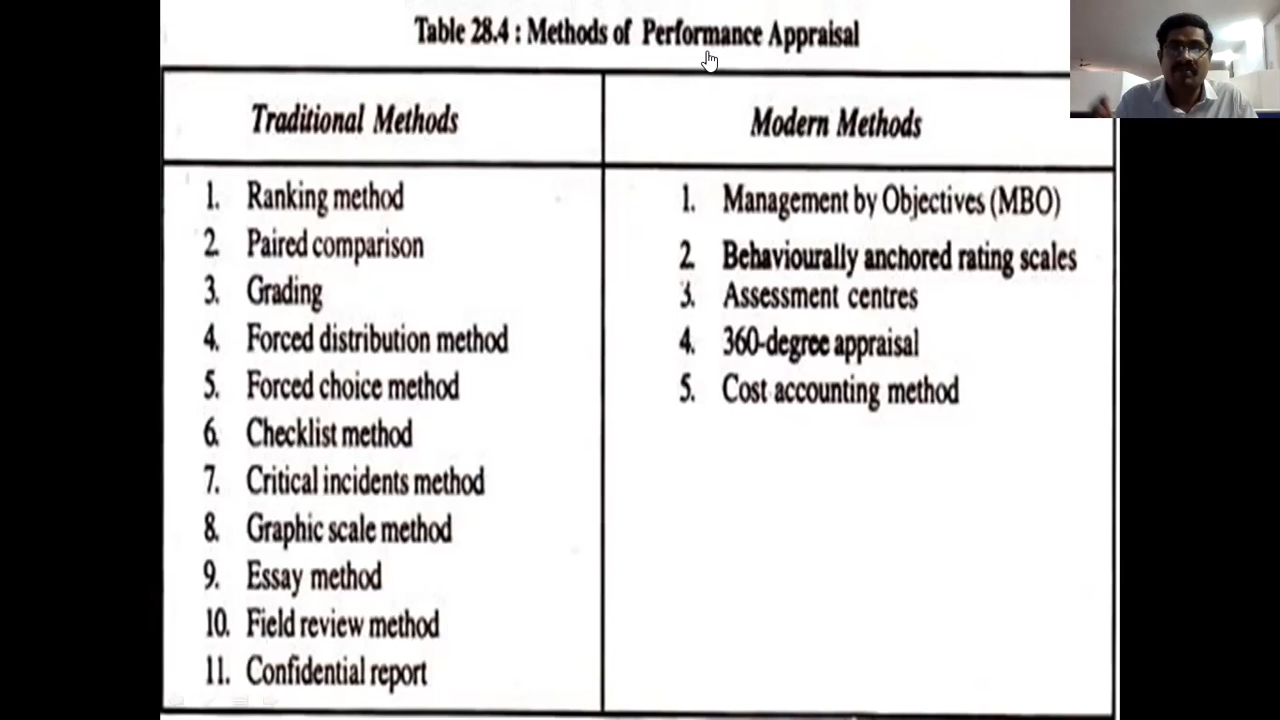 Table 28.4 : Methods of Performance Appraisal
Traditional Methods
1. Ranking method
2. Paired comparison
3. Grading
4. Forced distribution method
5. Forced choice method
6. Checklist method
7. Critical incidents method
8. Graphic scale method
9. Essay method
10. Field review method
11. Confidential report
Modern Methods
1. Management by Objectives (MBO)
2. Behaviourally anchored rating scales
3. Assessment centres
4. 360-degree appraisal
5. Cost accounting method